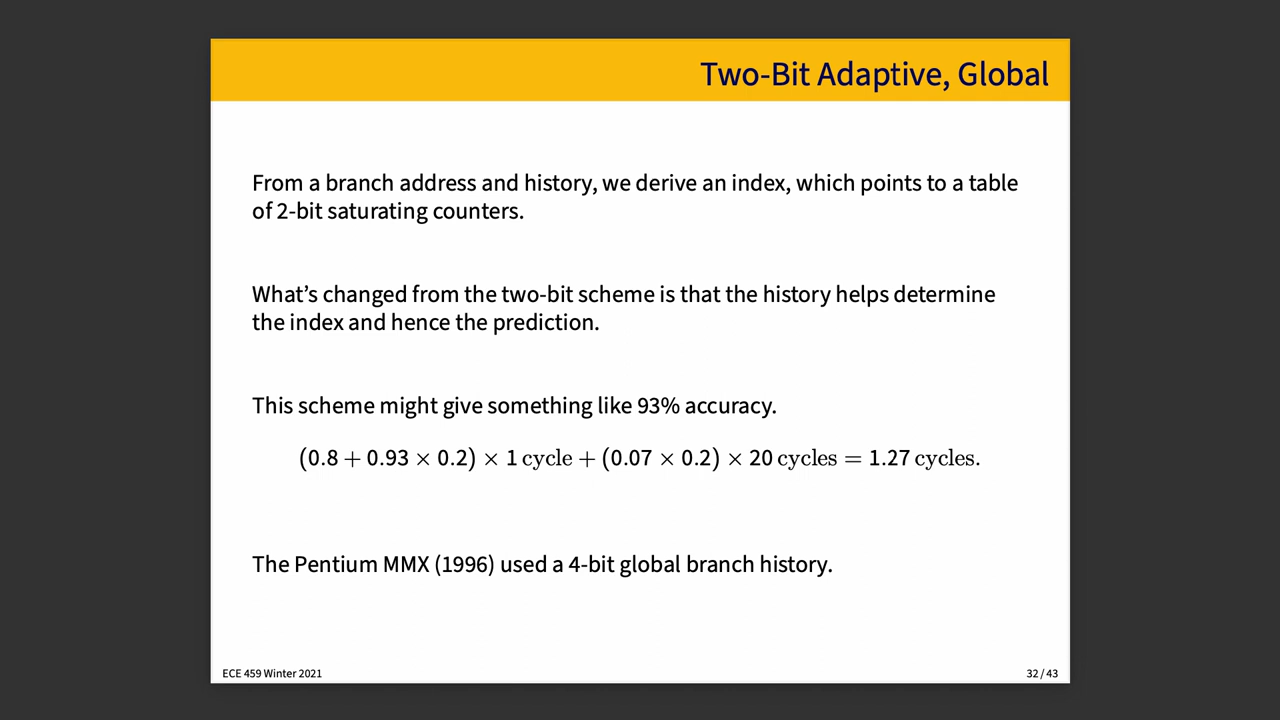 Two-Bit Adaptive, Global
From a branch address and history, we derive an index, which points to a table
of 2-bit saturating counters.
What’s changed from the two-bit scheme is that the history helps determine
the index and hence the prediction.
This scheme might give something like 93% accuracy.
(0.8 + 0.93 × 0.2) × 1 cycle + (0.07 × 0.2) × 20 cycles = 1.27 cycles.
The Pentium MMX (1996) used a 4-bit global branch history.
ECE 459 Winter 2021
32 / 43